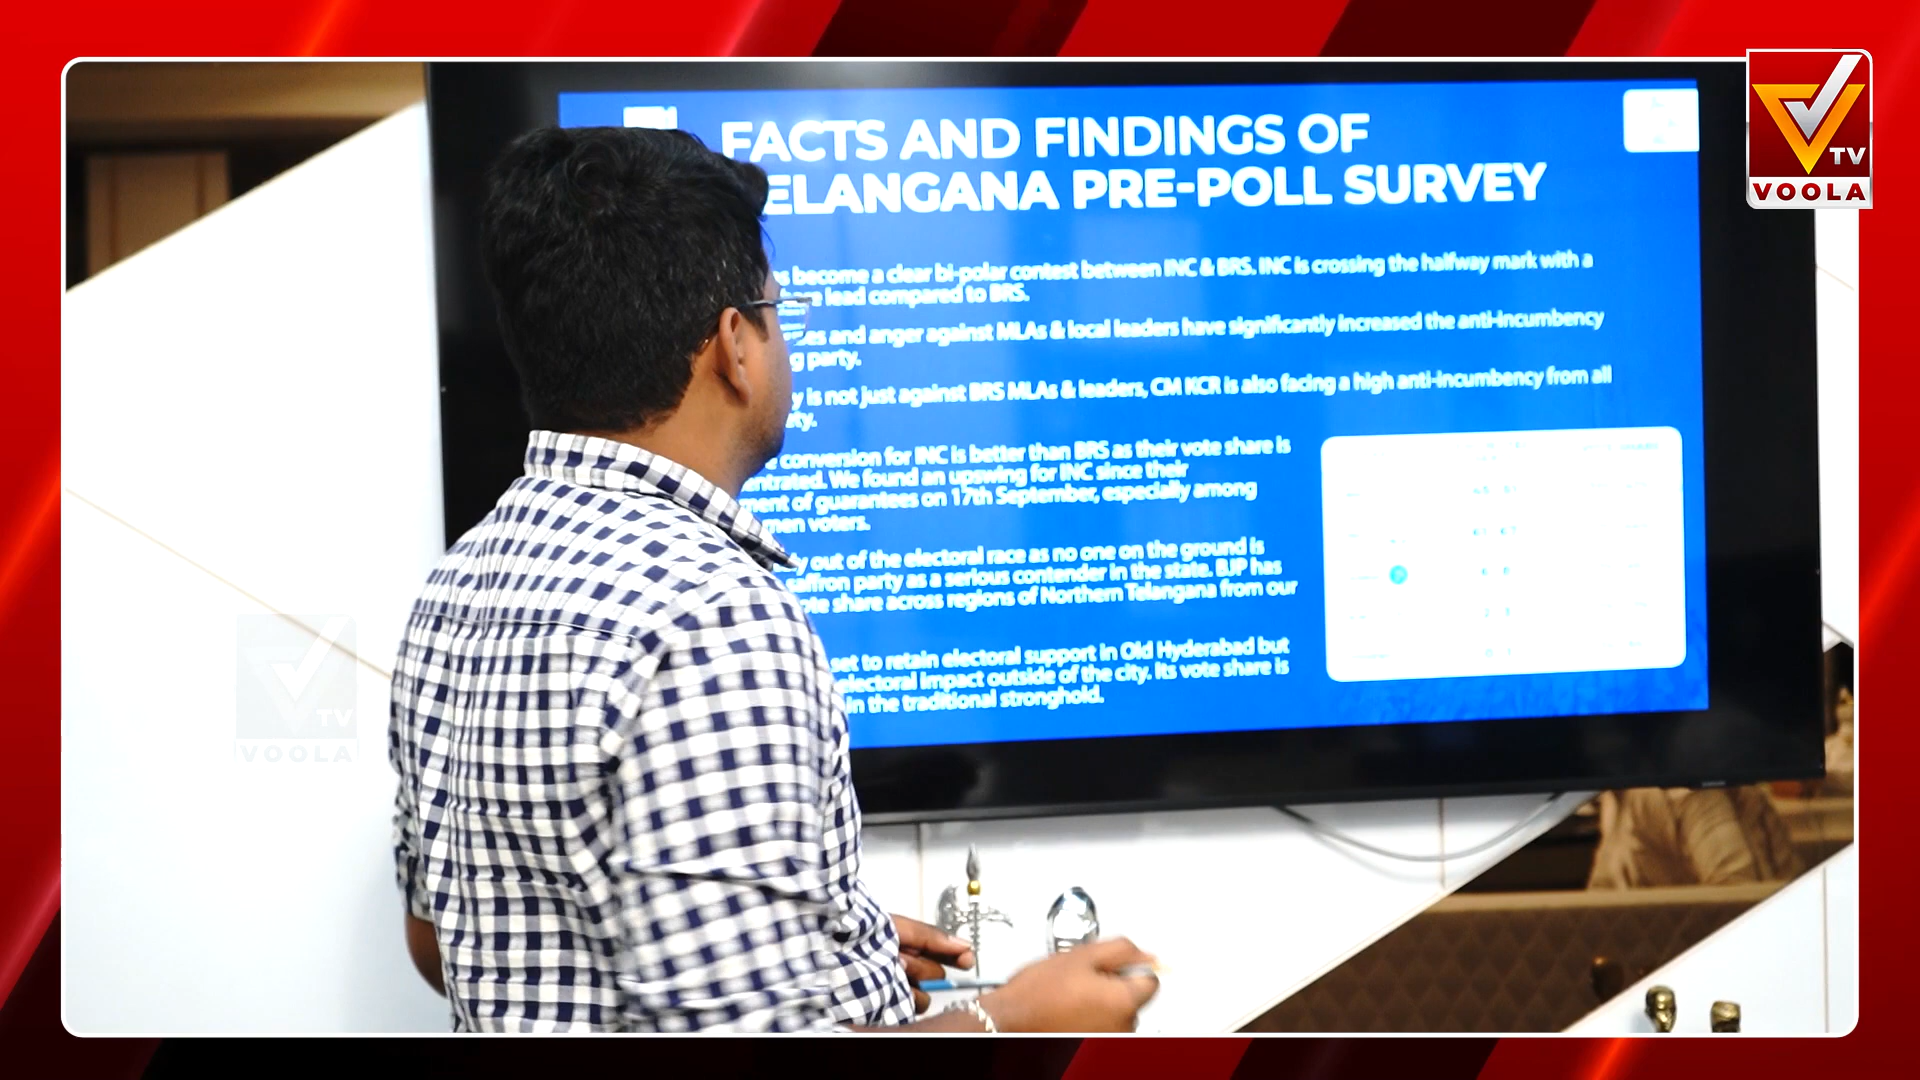 FACTS AND FINDINGS OF
ELANGANA PRE-POLL SURVEY
become a clear bi-polar contest between INC & BRS. INC is crossing the halfway mark with a
lead compared to BRS.
and anger against MLAs & local leaders have significantly increased the anti-incumbency
party.
is not just against BRS MLAs & leaders, CM KCR is also facing a high anti-incumbency from all
conversion for INC is better than BRS as their vote share is
We found an upswing for INC since their
of guarantees on 17th September, especially among
voters.
out of the electoral race as no one on the ground is
saffron party as a serious contender in the state. BJP has
share across regions of Northern Telangana from our
set to retain electoral support in Old Hyderabad but
electoral impact outside of the city. Its vote share is
in the traditional stronghold.
TV
VOOLA
TV
VOOLA